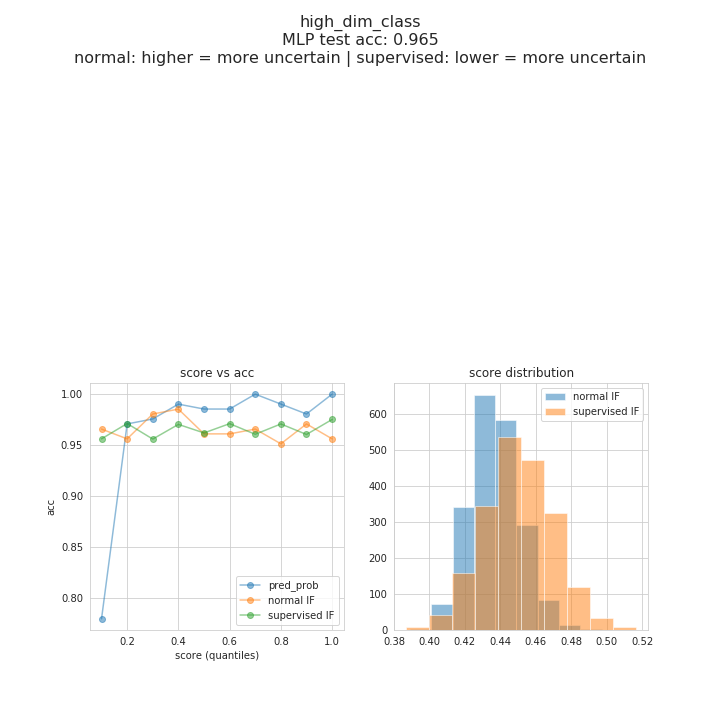 high_dim_class
MLP test acc: 0.965
normal: higher = more uncertain | supervised: lower = more uncertain
score vs acc
1.00
0.95
0.90
0.85
0.80
acc
0.2
0.4
0.6
0.8
1.0
score (quantiles)
pred_prob
normal IF
supervised IF
score distribution
normal IF
supervised IF
600
500
400
300
200
100
0
0.38
0.40
0.42
0.44
0.46
0.48
0.50
0.52